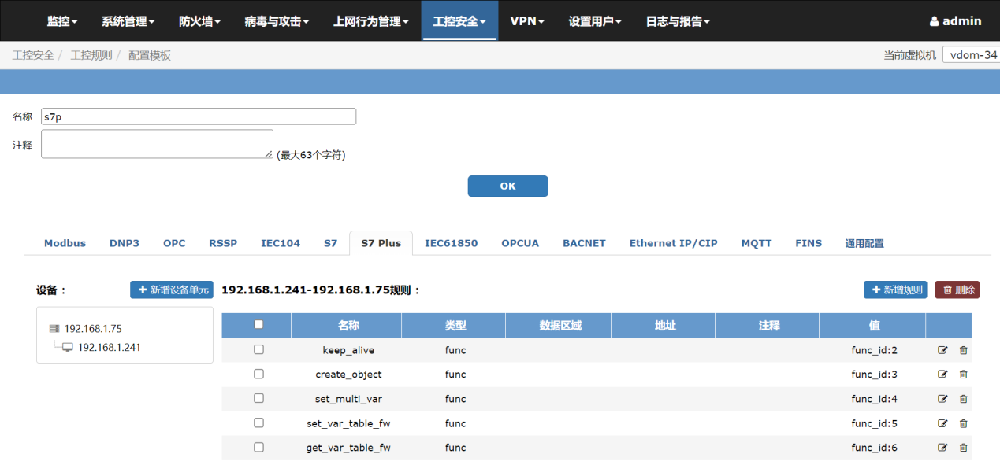 监控 系统管理 防火墙 病毒与攻击 上网行为管理 工控安全 VPN 设置用户 日志与报告 admin
工控安全 / 工控规则 / 配置模板 当前虚拟机 vdom-34
名称 s7p
注释 (最大63个字符)
OK
Modbus DNP3 OPC RSSP IEC104 S7 S7 Plus IEC61850 OPCUA BACNET Ethernet IP/CIP MQTT FINS 通用配置
设备： 新增设备单元 192.168.1.241-192.168.1.75规则： 新增规则 删除
192.168.1.75
192.168.1.241
名称 类型 数据区域 地址 注释 值
keep_alive func func_id:2
create_object func func_id:3
set_multi_var func func_id:4
set_var_table_fw func func_id:5
get_var_table_fw func func_id:6